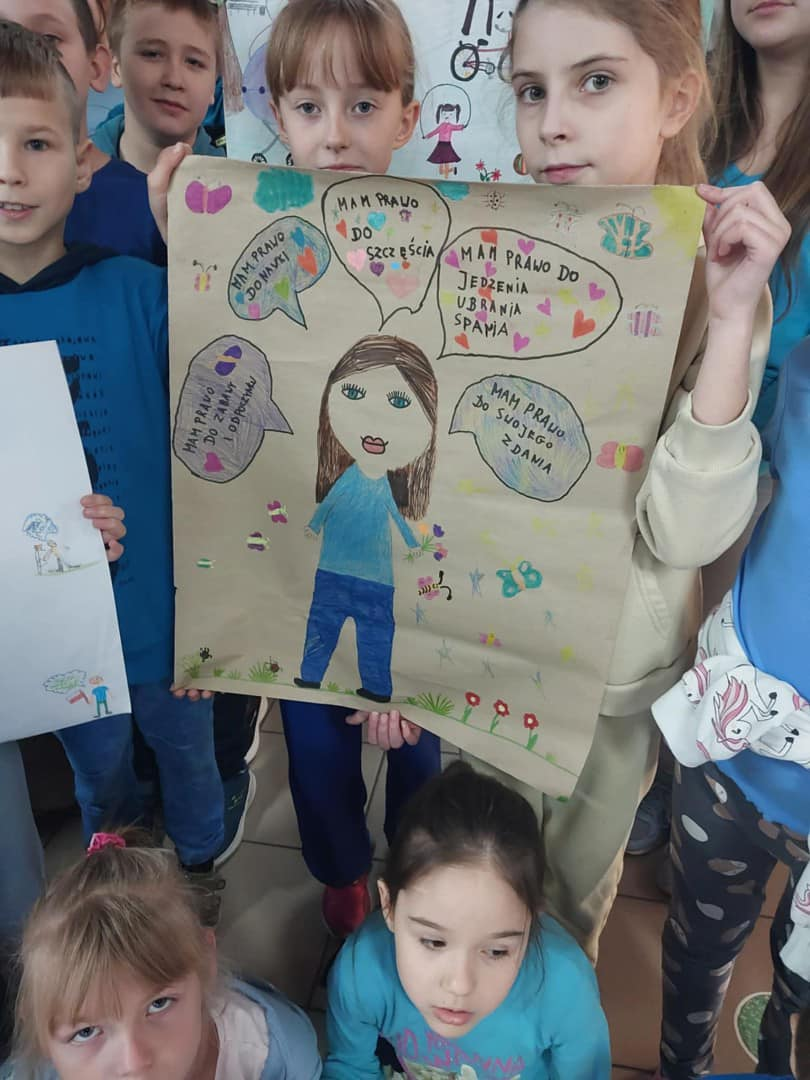 MAM PRAWO
DO NAUKI
MAM PRAWO
DO
SZCZĘŚCIA
MAM PRAWO DO
JEDZENIA
UBRANIA
SPANIA
MAM PRAWO
DO ZABAWY
I ODPOCZYNKU
MAM PRAWO
DO SWOJEGO
ZDANIA